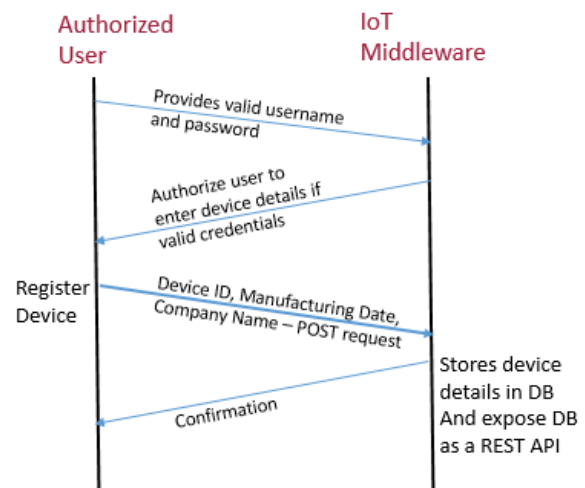 Authorized
User
IoT
Middleware
Provides valid username
and password
Authorize user to
enter device details if
valid credentials
Register
Device
Device ID, Manufacturing Date,
Company Name – POST request
Stores device
details in DB
And expose DB
as a REST API
Confirmation